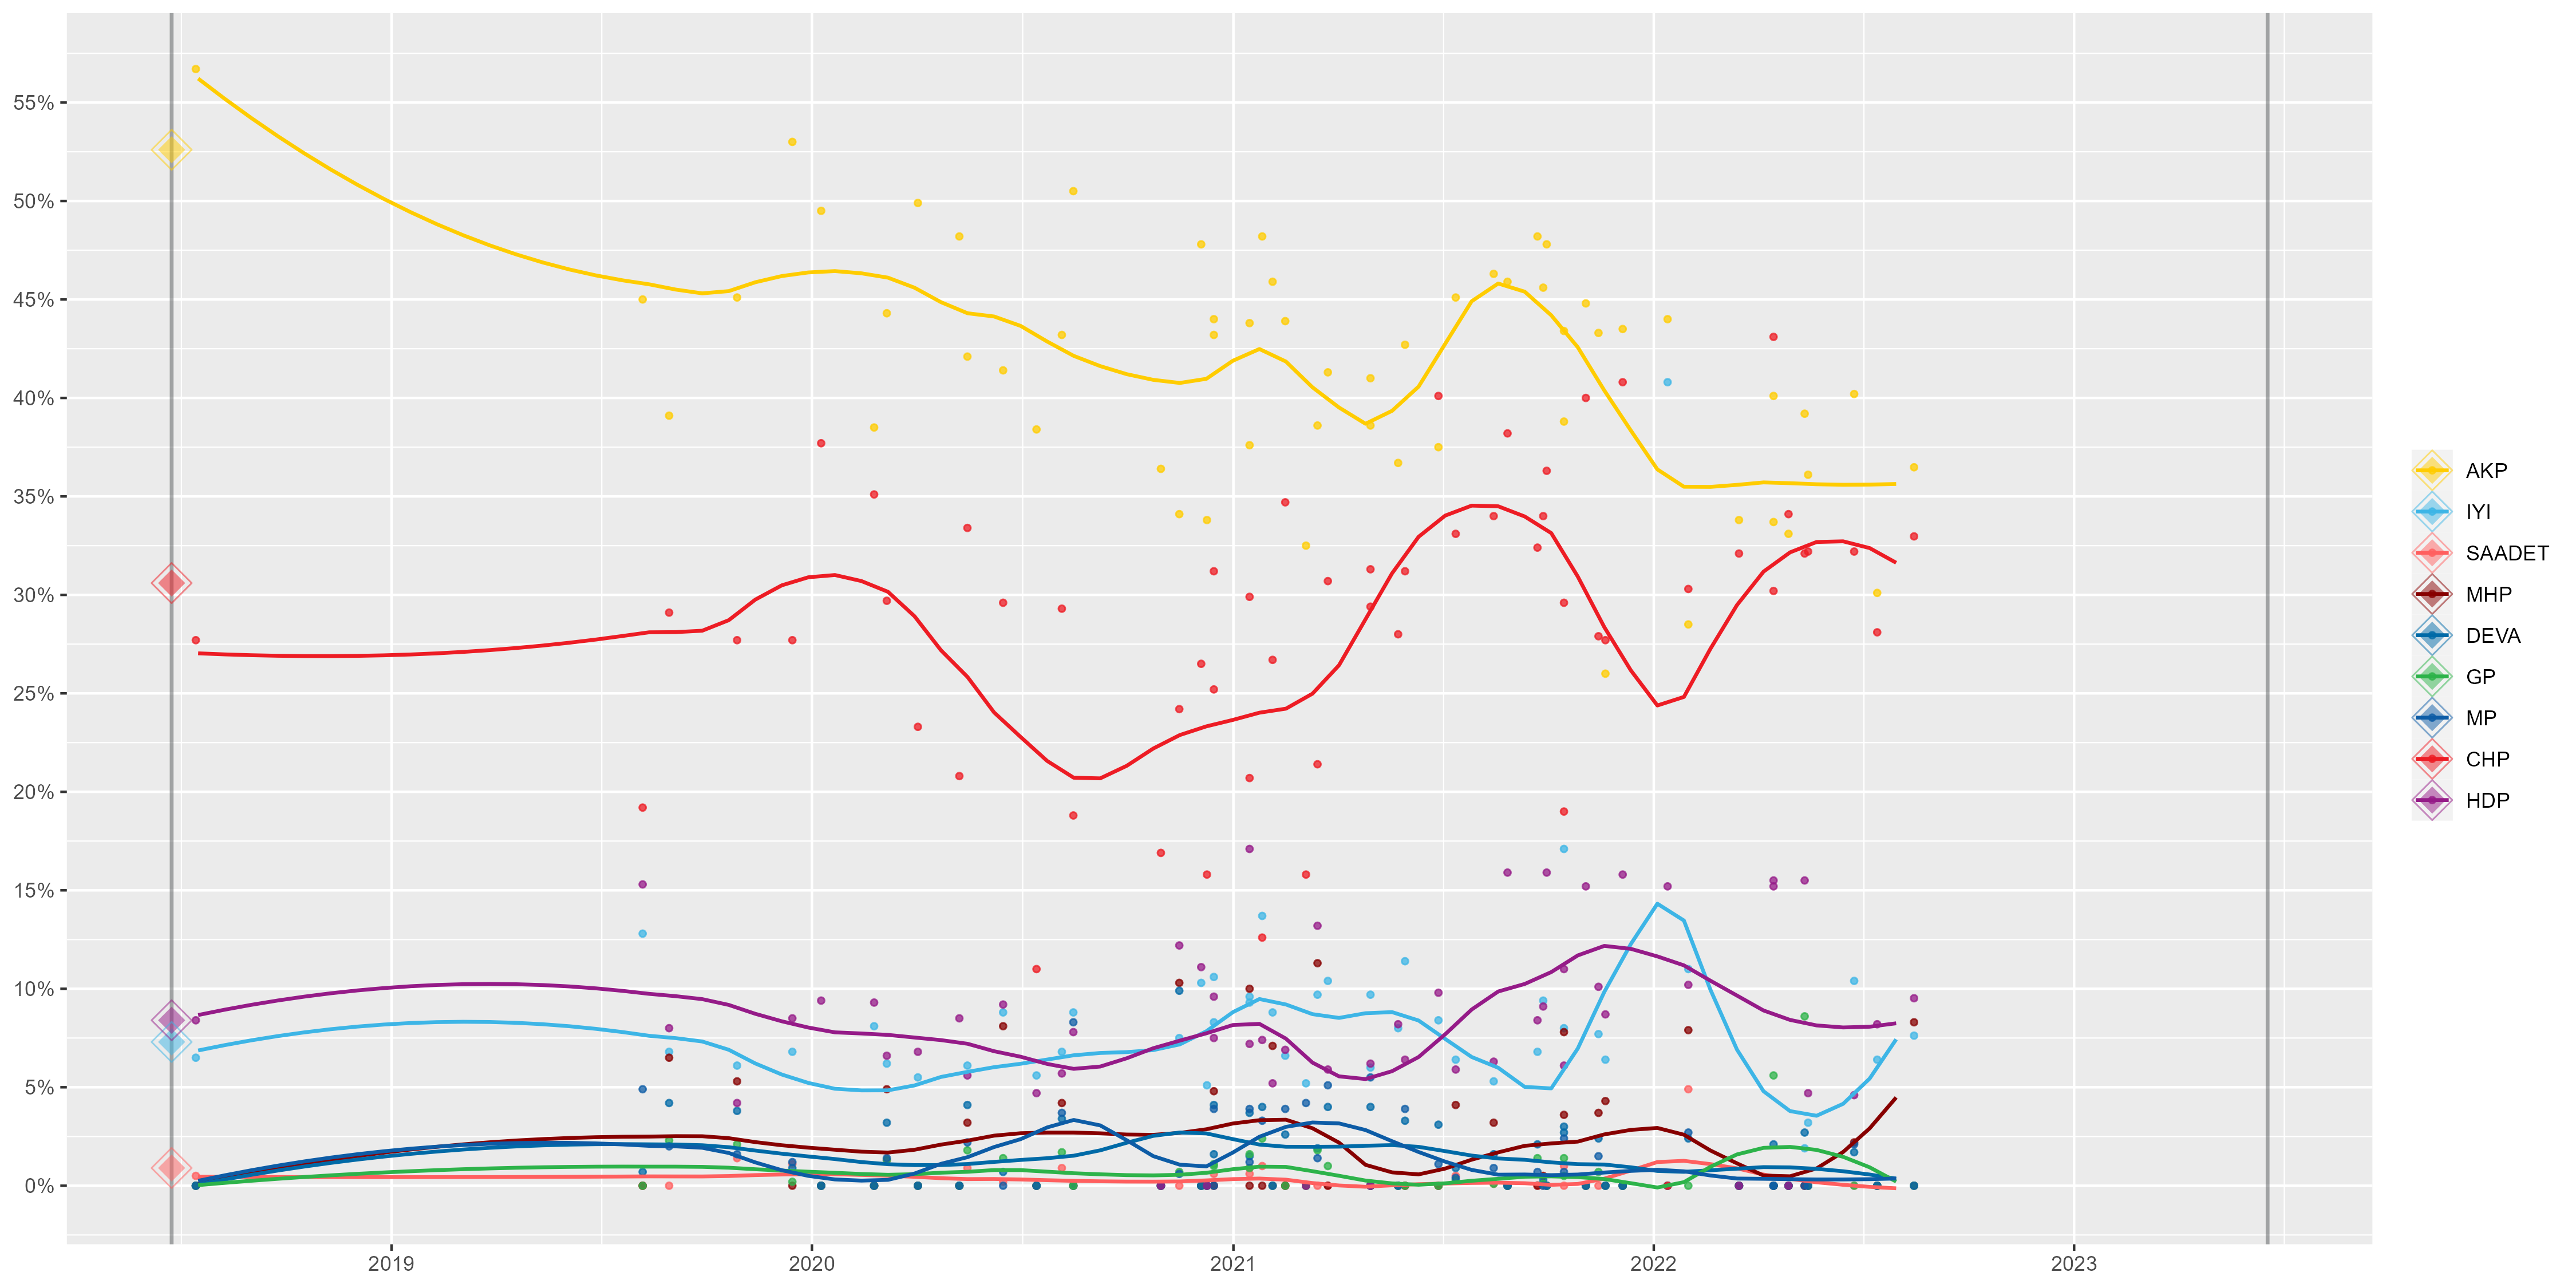 55%
50%
45%
40%
35%
30%
25%
20%
15%
10%
5%
0%
2019 2020 2021 2022 2023
AKP
IYI
SAADET
MHP
DEVA
GP
MP
CHP
HDP